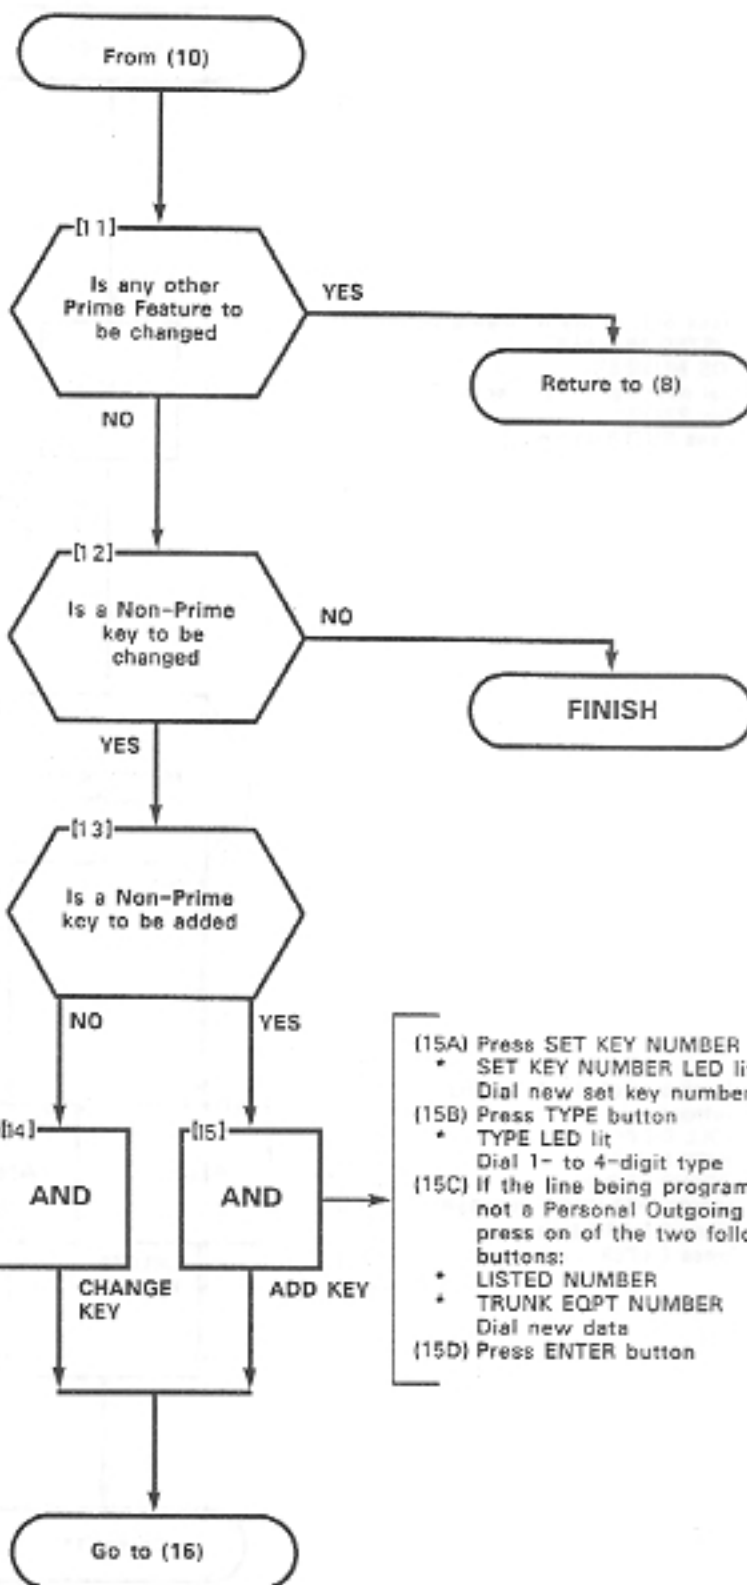 From (10)
[11]
Is any other
Prime Feature to
be changed
YES
Returе to (8)
NO
[12]
Is a Non-Prime
key to be
changed
NO
FINISH
YES
[13]
Is a Non-Prime
key to be added
NO
YES
[14]
AND
CHANGE
KEY
[15]
AND
ADD KEY
(15A) Press SET KEY NUMBER
* SET KEY NUMBER LED li
Dial new set key number
(15B) Press TYPE button
* TYPE LED lit
Dial 1- to 4-digit type
(15C) If the line being program
not a Personal Outgoing
press on of the two follo
buttons:
* LISTED NUMBER
* TRUNK EQPT NUMBER
Dial new data
(15D) Press ENTER button
Go to (16)